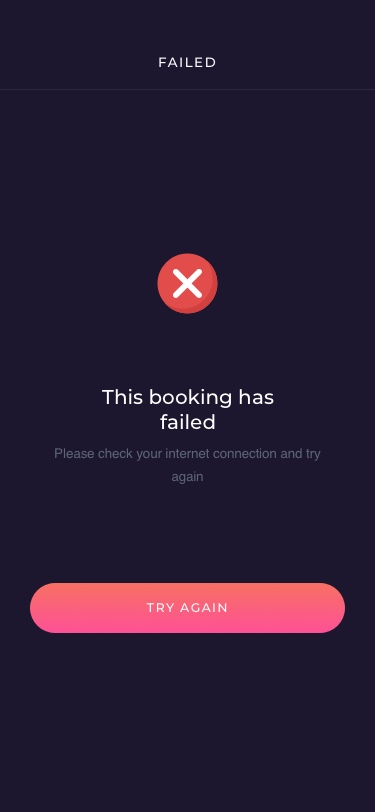 FAILED
This booking has
failed
Please check your internet connection and try
again
TRY AGAIN